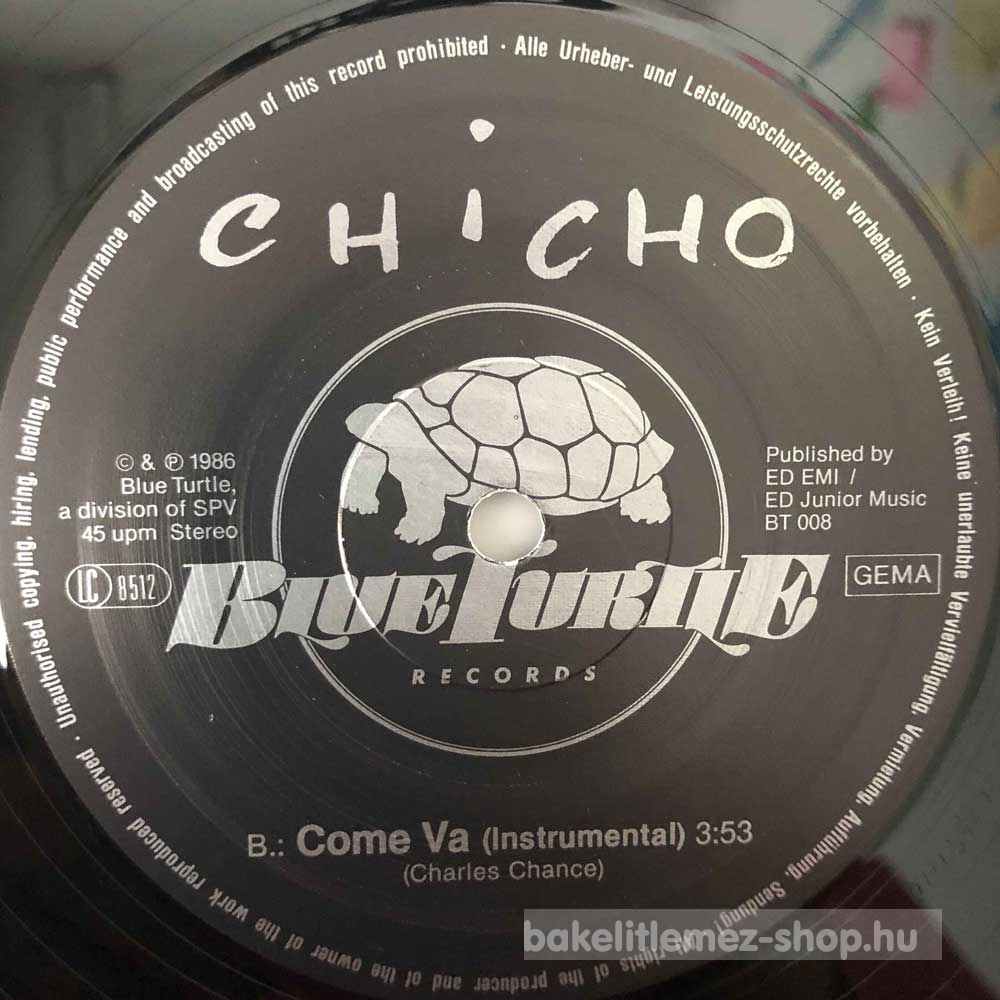 Unauthorised copying, hiring, lending, public performance and broadcasting of this record prohibited · Alle Urheber- und Leistungsschutzrechte vorbehalten · Kein Verleih! Keine unerlaubte Vervielfältigung, Vermietung, Aufführung, Sendung! · All rights of the producer and of the owner of the work reproduced reserved ·
CHiCHO
© & ℗ 1986
Blue Turtle,
a division of SPV
45 upm Stereo
LC 8512
Published by
ED EMI /
ED Junior Music
BT 008
GEMA
BLUE TURTLE
RECORDS
B.: Come Va (Instrumental) 3:53
(Charles Chance)
bakelitlemez-shop.hu